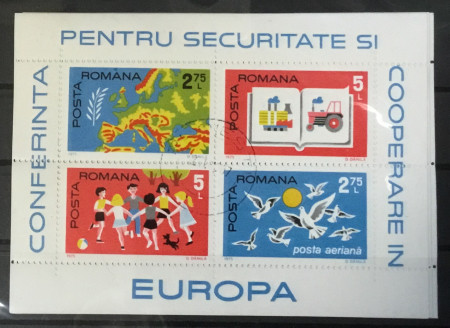 PENTRU SECURITATE SI
CONFERINTA
COOPERARE IN
EUROPA
POSTA ROMANA 2 75 L
POSTA ROMANA 5 L
POSTA ROMANA 5 L
POSTA ROMANA 2 75 L
posta aeriană